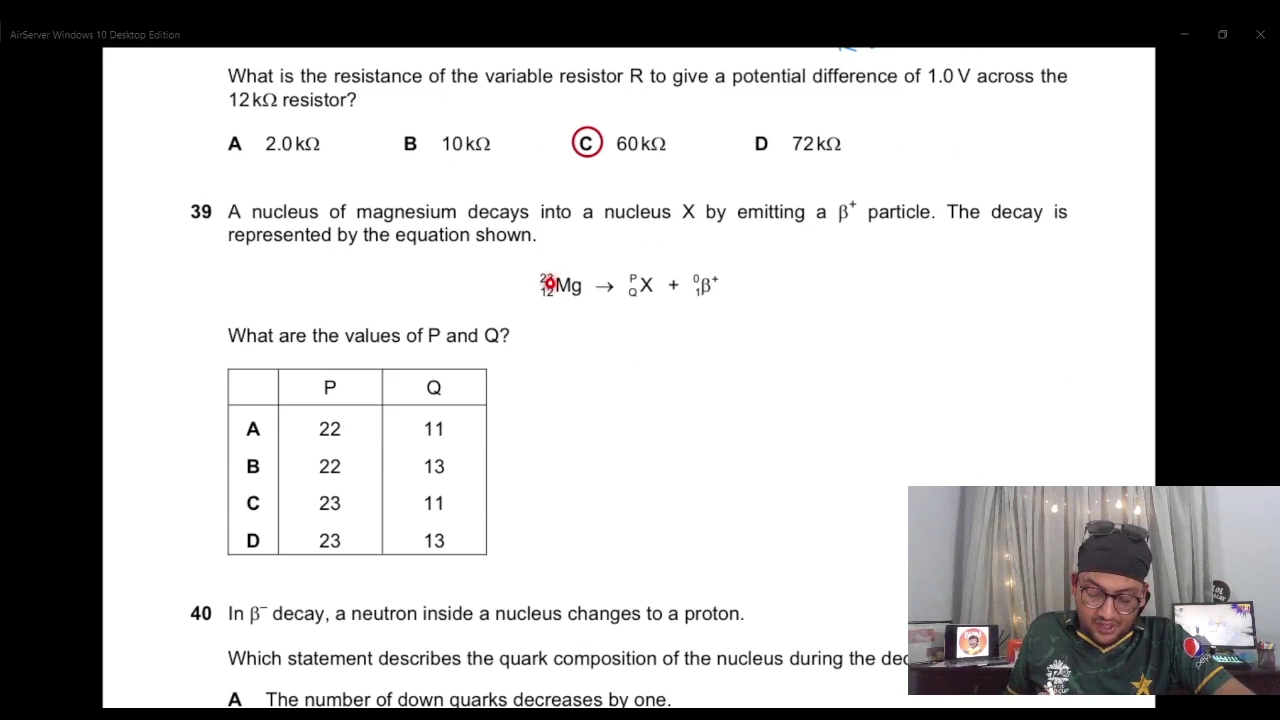 AirServer Windows 10 Desktop Edition
What is the resistance of the variable resistor R to give a potential difference of 1.0 V across the
12 kΩ resistor?
A 2.0 kΩ B 10 kΩ C 60 kΩ D 72 kΩ
39 A nucleus of magnesium decays into a nucleus X by emitting a β⁺ particle. The decay is
represented by the equation shown.
²³₁₂Mg → ᴾQX + ⁰₁β⁺
What are the values of P and Q?
P Q
A 22 11
B 22 13
C 23 11
D 23 13
40 In β⁻ decay, a neutron inside a nucleus changes to a proton.
Which statement describes the quark composition of the nucleus during the
A The number of down quarks decreases by one.